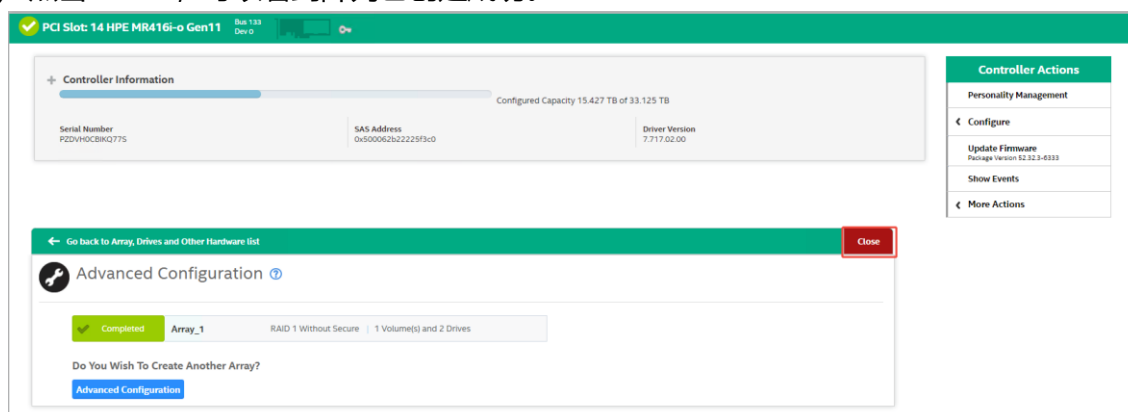 PCI Slot: 14 HPE MR416i-o Gen11 Bus 133
Dev 0
Controller Information
Configured Capacity 15.427 TB of 33.125 TB
Serial Number SAS Address Driver Version
PZDVH0CBIKQ77S 0x500062b22225f3c0 7.717.02.00
Controller Actions
Personality Management
Configure
Update Firmware
Package Version 52.32.3-6333
Show Events
More Actions
Go back to Array, Drives and Other Hardware list Close
Advanced Configuration ?
Completed Array_1 RAID 1 Without Secure | 1 Volume(s) and 2 Drives
Do You Wish To Create Another Array?
Advanced Configuration